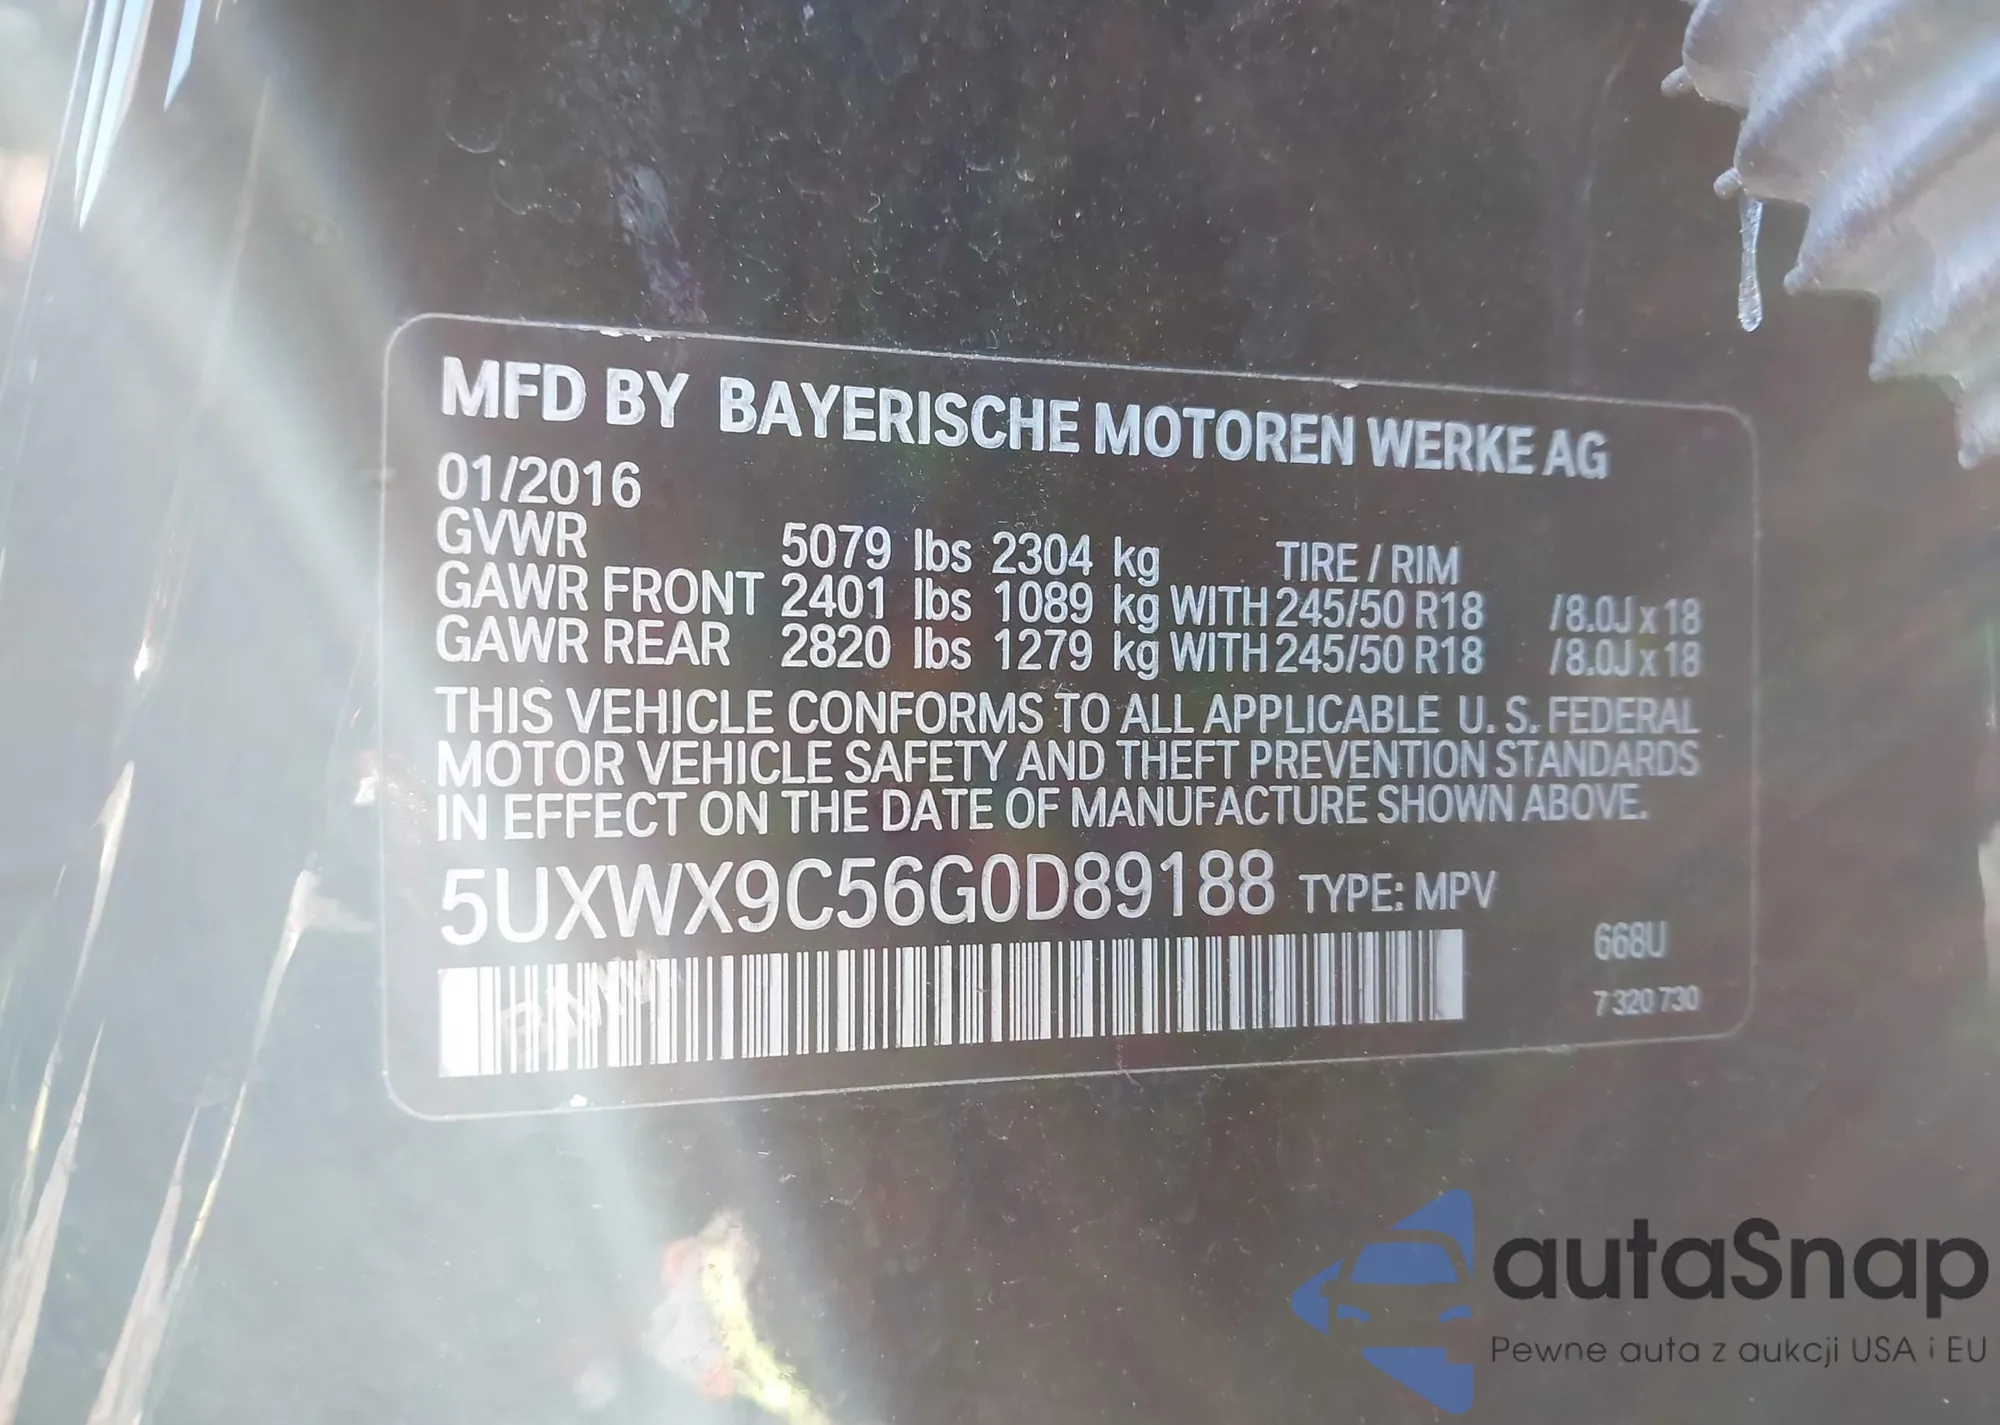 MFD BY BAYERISCHE MOTOREN WERKE AG
01/2016
GVWR 5079 lbs 2304 kg TIRE / RIM
GAWR FRONT 2401 lbs 1089 kg WITH 245/50 R18 /8.0J x 18
GAWR REAR 2820 lbs 1279 kg WITH 245/50 R18 /8.0J x 18
THIS VEHICLE CONFORMS TO ALL APPLICABLE U. S. FEDERAL
MOTOR VEHICLE SAFETY AND THEFT PREVENTION STANDARDS
IN EFFECT ON THE DATE OF MANUFACTURE SHOWN ABOVE.
5UXWX9C56G0D89188 TYPE: MPV
668U
BMW
7 320 730
autaSnap
Pewne auta z aukcji USA i EU